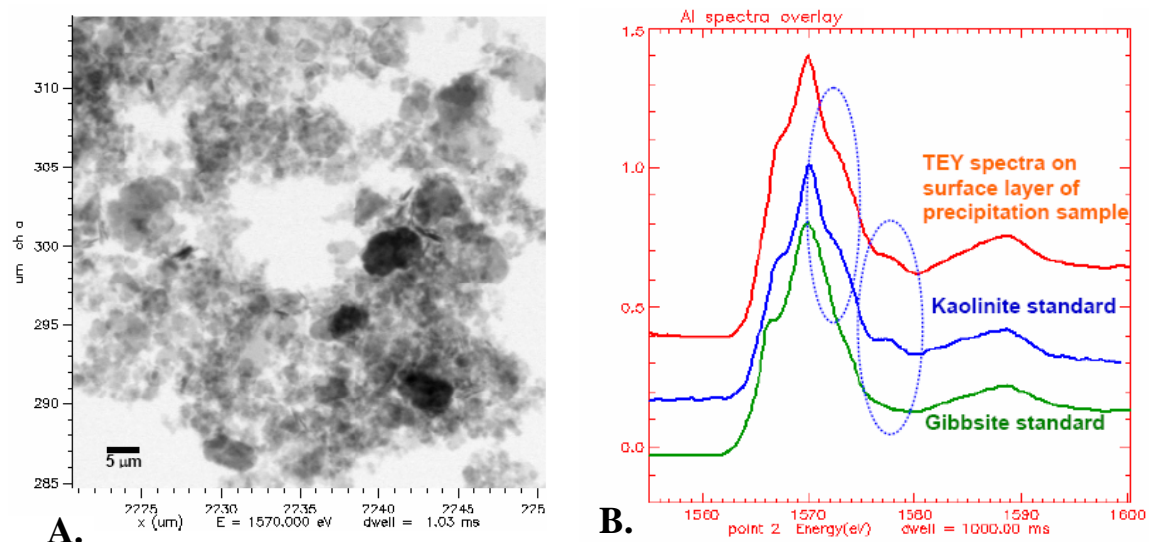 310
305
300
295
290
285
um ch a
5 µm
2275 2230 2235 2240 2245 225
x (um) E = 1570.000 eV dwell = 1.03 ms
A.
B.
Al spectra overlay
1.5
1.0
0.5
0.0
TEY spectra on
surface layer of
precipitation sample
Kaolinite standard
Gibbsite standard
1560 1570 1580 1590 1600
point 2 Energy(eV) dwell = 1000.00 ms